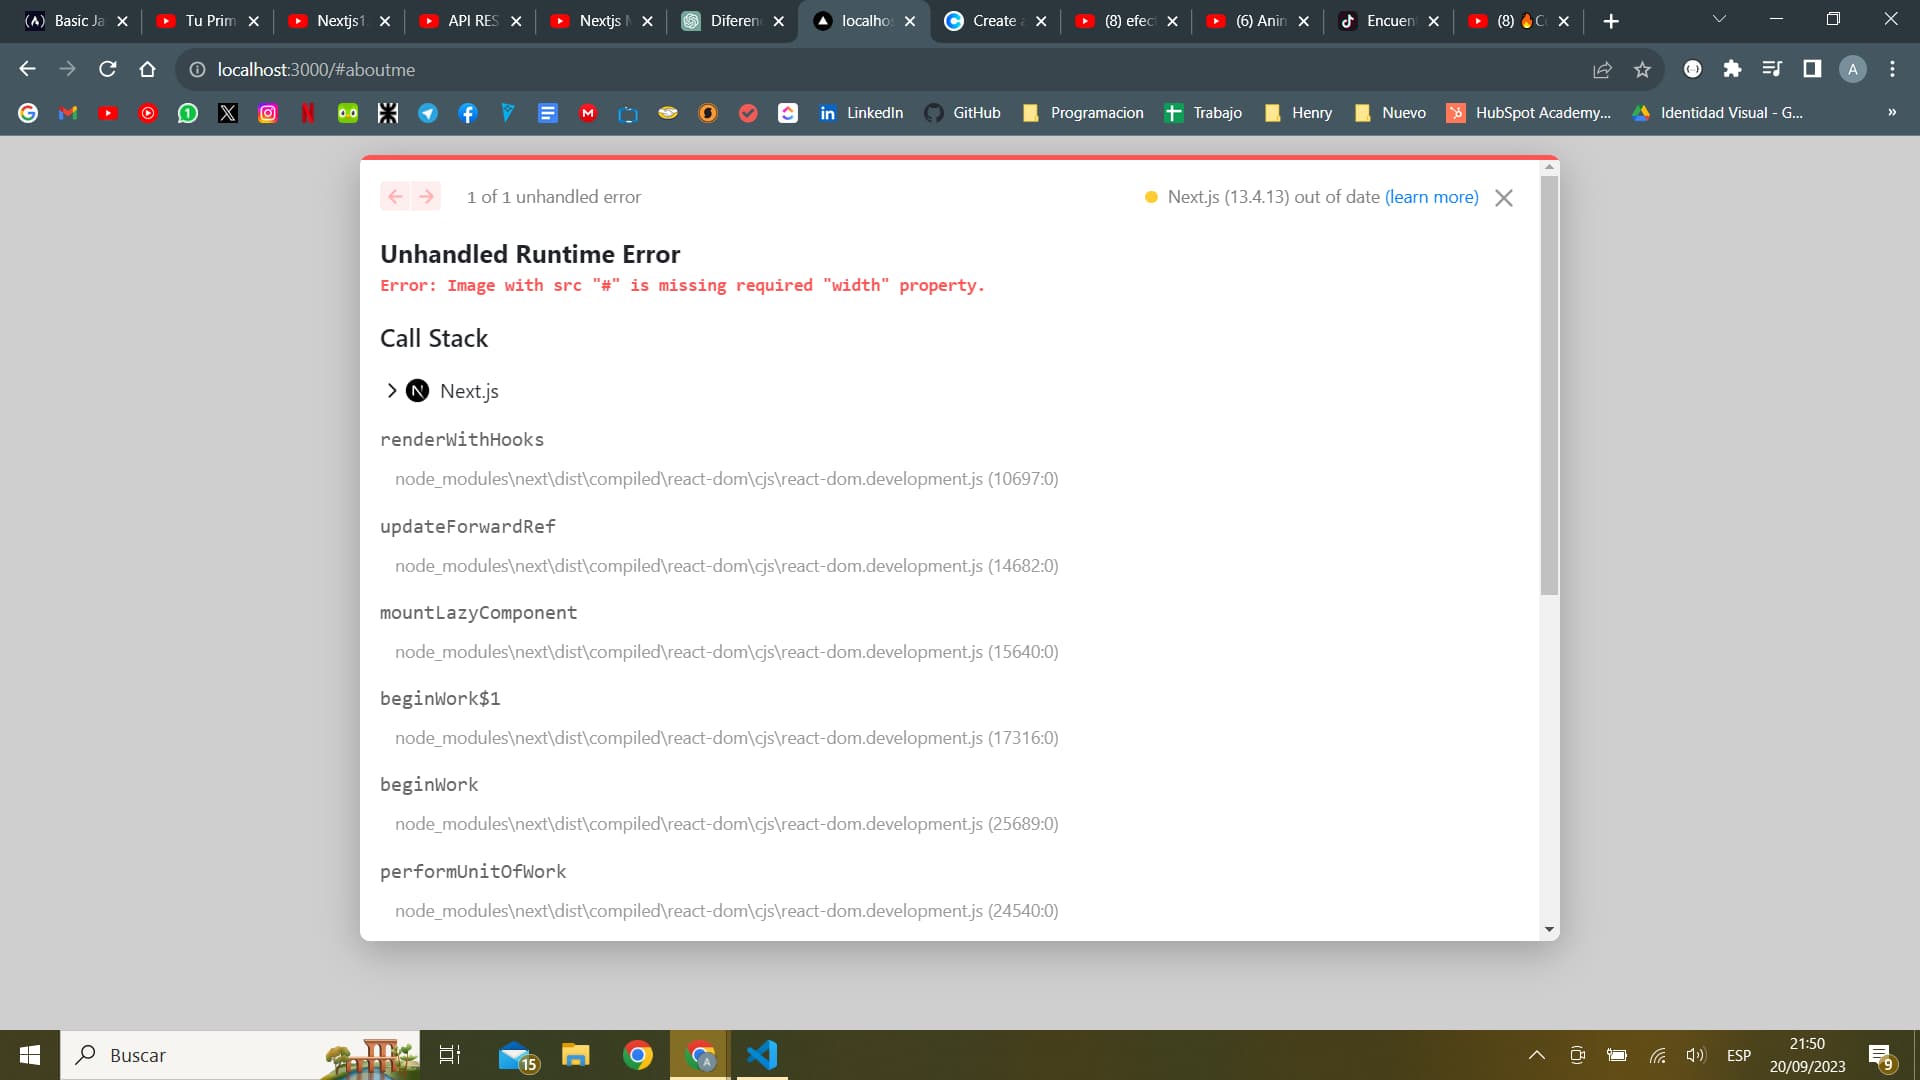 Basic Ja
Tu Prim
Nextjs1
API RES
Nextjs M
Diferen
localhos
Create a
(8) efect
(6) Anim
Encuent
(8) 🔥C
localhost:3000/#aboutme
A
LinkedIn
GitHub
Programacion
Trabajo
Henry
Nuevo
HubSpot Academy...
Identidad Visual - G...
»
1 of 1 unhandled error
Next.js (13.4.13) out of date (learn more)
Unhandled Runtime Error
Error: Image with src "#" is missing required "width" property.
Call Stack
Next.js
renderWithHooks
node_modules\next\dist\compiled\react-dom\cjs\react-dom.development.js (10697:0)
updateForwardRef
node_modules\next\dist\compiled\react-dom\cjs\react-dom.development.js (14682:0)
mountLazyComponent
node_modules\next\dist\compiled\react-dom\cjs\react-dom.development.js (15640:0)
beginWork$1
node_modules\next\dist\compiled\react-dom\cjs\react-dom.development.js (17316:0)
beginWork
node_modules\next\dist\compiled\react-dom\cjs\react-dom.development.js (25689:0)
performUnitOfWork
node_modules\next\dist\compiled\react-dom\cjs\react-dom.development.js (24540:0)
Buscar
15
A
ESP
21:50
20/09/2023
9